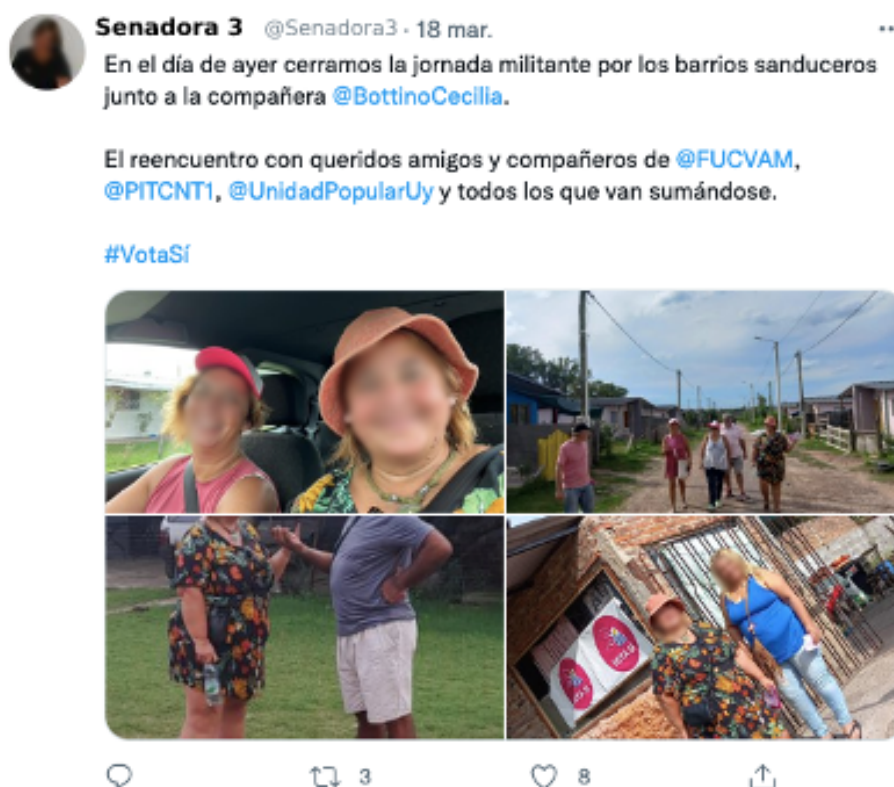 Senadora 3 @Senadora3 · 18 mar.
En el día de ayer cerramos la jornada militante por los barrios sanduceros
junto a la compañera @BottinoCecilia.
El reencuentro con queridos amigos y compañeros de @FUCVAM,
@PITCNT1, @UnidadPopularUy y todos los que van sumándose.
#VotaSí
VOTA SÍ
3
8